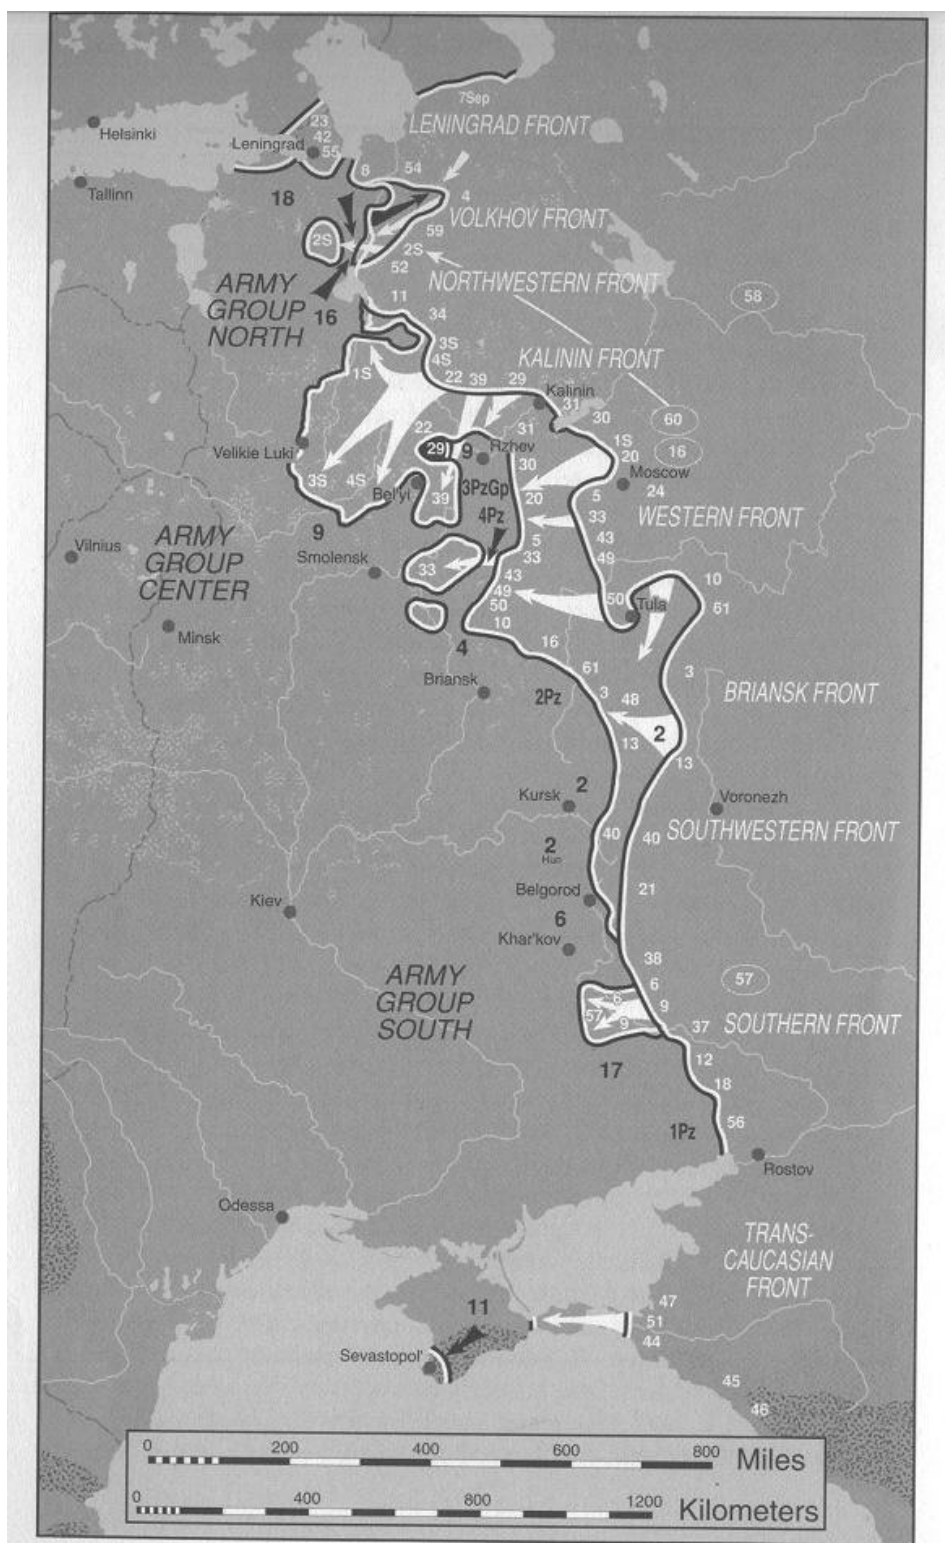 7Sep
LENINGRAD FRONT
Helsinki
23
42
55
Leningrad
8
54
Tallinn
18
4
VOLKHOV FRONT
59
2S
2S
52
NORTHWESTERN FRONT
ARMY
GROUP
NORTH
16
11
34
58
3S
4S
1S
KALININ FRONT
22
39
29
Kalinin
31
30
60
22
31
1S
20
16
Velikie Luki
29
9
Rzhev
30
Moscow
3S
4S
Bel'yi
39
3PzGp
20
5
24
9
4Pz
33
WESTERN FRONT
Vilnius
ARMY
GROUP
CENTER
Smolensk
33
5
33
43
49
43
49
50
10
50
Tula
10
61
Minsk
4
16
61
3
Briansk
2Pz
3
48
BRIANSK FRONT
13
2
13
Kursk
2
Voronezh
2
Hun
40
40
SOUTHWESTERN FRONT
Belgorod
21
Kiev
6
Khar'kov
38
ARMY
GROUP
SOUTH
6
57
6
57
9
9
37
SOUTHERN FRONT
17
12
18
1Pz
56
Rostov
Odessa
TRANS-
CAUCASIAN
FRONT
11
47
51
44
Sevastopol'
45
46
0 200 400 600 800 Miles
0 400 800 1200 Kilometers